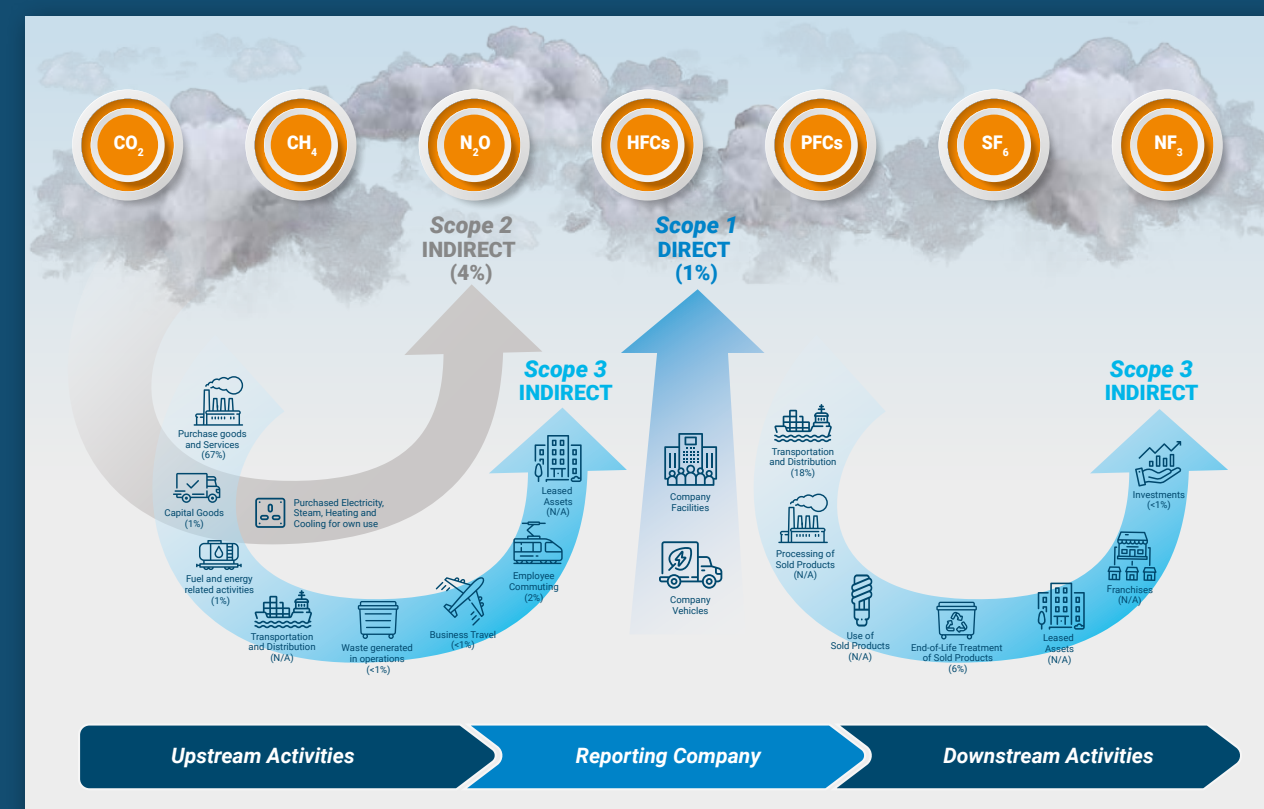 CO2
CH4
N2O
HFCs
PFCs
SF6
NF3
Scope 2
INDIRECT
(4%)
Scope 1
DIRECT
(1%)
Scope 3
INDIRECT
Scope 3
INDIRECT
Purchase goods
and Services
(67%)
Capital Goods
(1%)
Purchased Electricity,
Steam, Heating and
Cooling for own use
Fuel and energy
related activities
(1%)
Transportation
and Distribution
(N/A)
Waste generated
in operations
(<1%)
Business Travel
(<1%)
Employee
Commuting
(2%)
Leased
Assets
(N/A)
Company
Facilities
Company
Vehicles
Transportation
and Distribution
(18%)
Processing of
Sold Products
(N/A)
Use of
Sold Products
(N/A)
End-of-Life Treatment
of Sold Products
(6%)
Leased
Assets
(N/A)
Franchises
(N/A)
Investments
(<1%)
Upstream Activities
Reporting Company
Downstream Activities